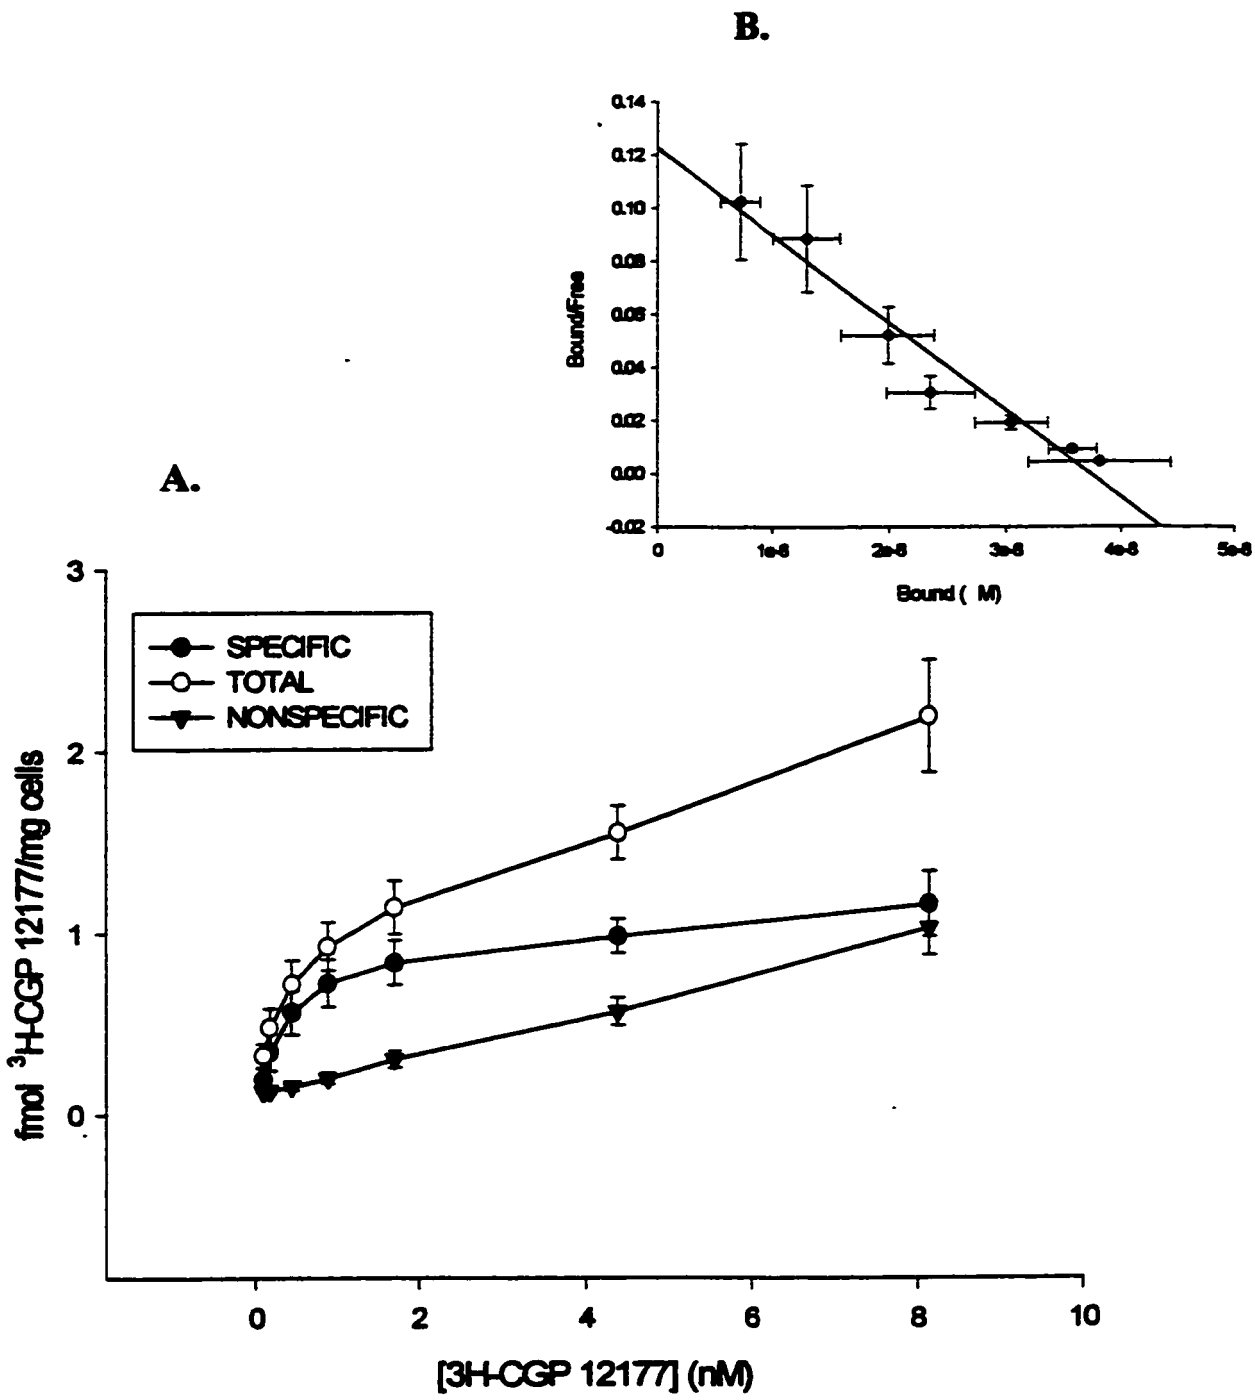 B.
0.14
0.12
0.10
0.08
0.06
0.04
0.02
0.00
-0.02
Bound/Free
0 1e-8 2e-8 3e-8 4e-8 5e-8
Bound ( M)
A.
3
2
1
0
SPECIFIC
TOTAL
NONSPECIFIC
fmol ³H-CGP 12177/mg cells
0 2 4 6 8 10
[3H-CGP 12177] (nM)